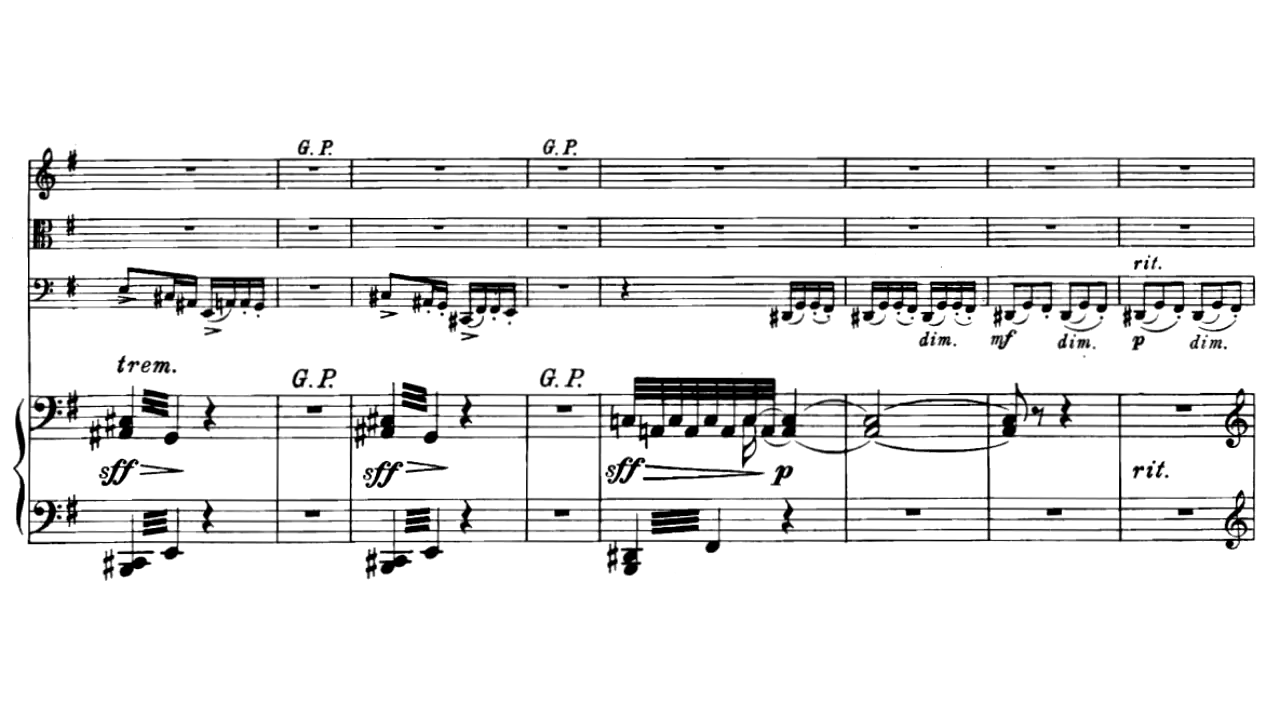 G. P. G. P.
rit.
dim. mf dim. p dim.
trem. G. P. G. P.
sff sff sff p rit.